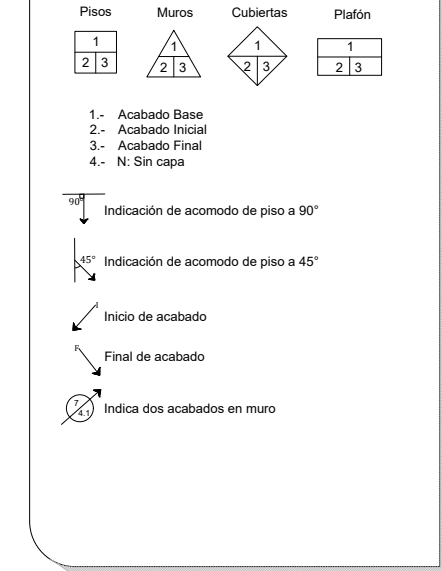 Pisos Muros Cubiertas Plafón
1 1 1 1
2 3 2 3 2 3 2 3
1.- Acabado Base
2.- Acabado Inicial
3.- Acabado Final
4.- N: Sin capa
90° Indicación de acomodo de piso a 90°
45° Indicación de acomodo de piso a 45°
I
Inicio de acabado
F
Final de acabado
7
4.1
Indica dos acabados en muro